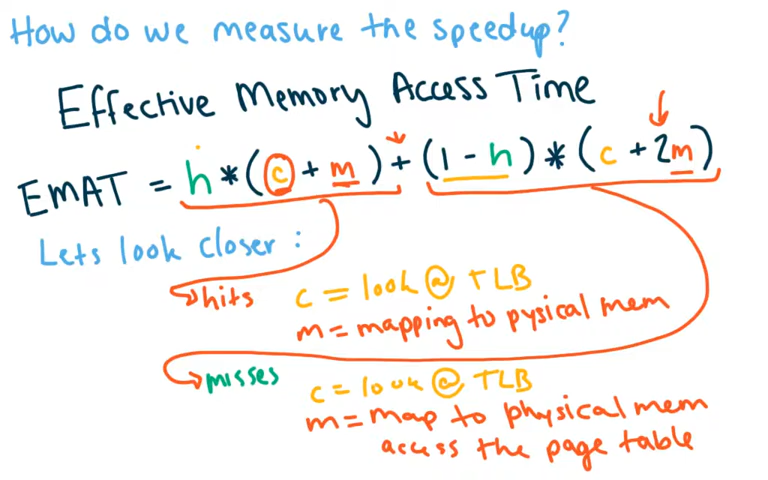 How do we measure the speedup?
Effective Memory Access Time
EMAT = h * (c + m) + (1 - h) * (c + 2m)
Lets look closer :
hits c = look @ TLB
m = mapping to pysical mem
misses c = look @ TLB
m = map to physical mem
access the page table